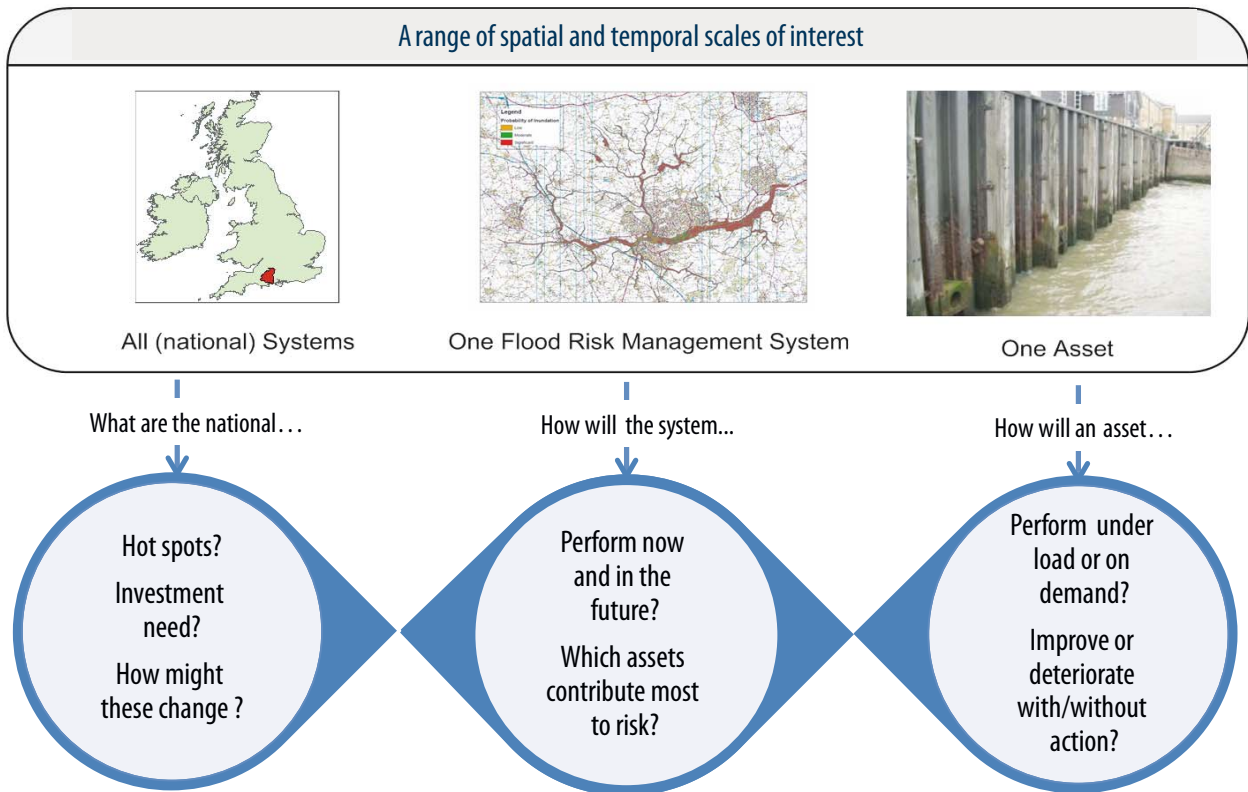 A range of spatial and temporal scales of interest
Legend
Probability of Inundation
Low
Moderate
Significant
All (national) Systems
One Flood Risk Management System
One Asset
What are the national…
How will the system...
How will an asset…
Hot spots?
Investment
need?
How might
these change ?
Perform now
and in the
future?
Which assets
contribute most
to risk?
Perform under
load or on
demand?
Improve or
deteriorate
with/without
action?